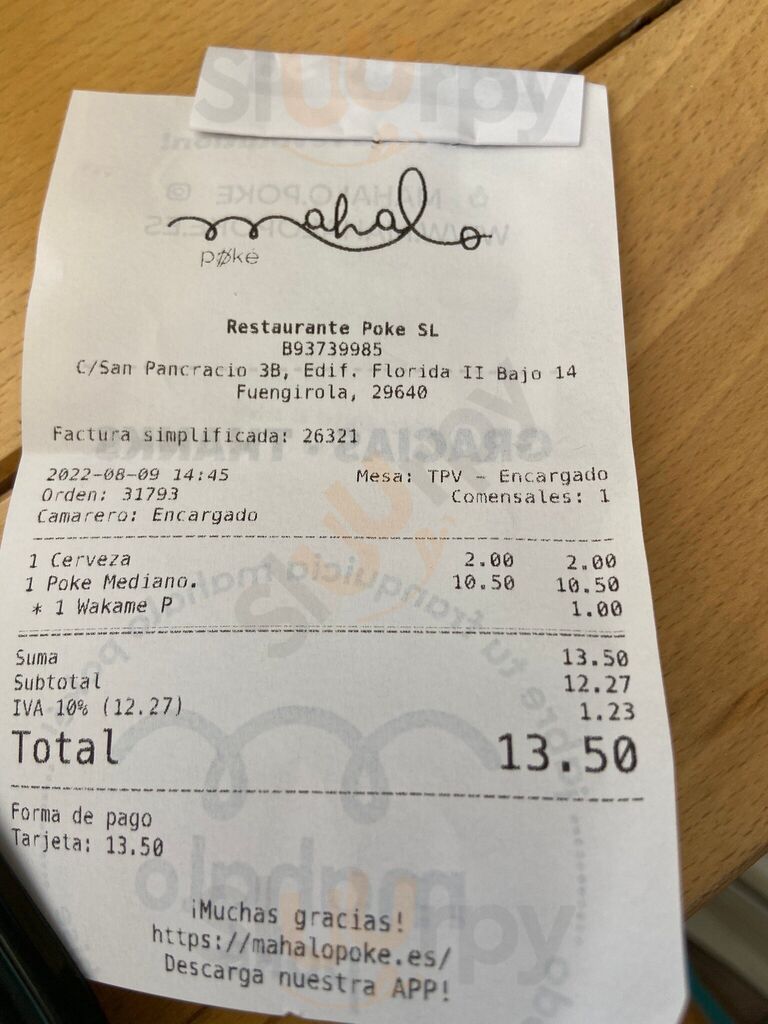 mahalo
pøké
Restaurante Poke SL
B93739985
C/San Pancracio 3B, Edif. Florida II Bajo 14
Fuengirola, 29640
Factura simplificada: 26321
2022-08-09 14:45 Mesa: TPV - Encargado
Orden: 31793 Comensales: 1
Camarero: Encargado
1 Cerveza 2.00 2.00
1 Poke Mediano. 10.50 10.50
* 1 Wakame P 1.00
Suma 13.50
Subtotal 12.27
IVA 10% (12.27) 1.23
Total 13.50
Forma de pago
Tarjeta: 13.50
¡Muchas gracias!
https://mahalopoke.es/
Descarga nuestra APP!